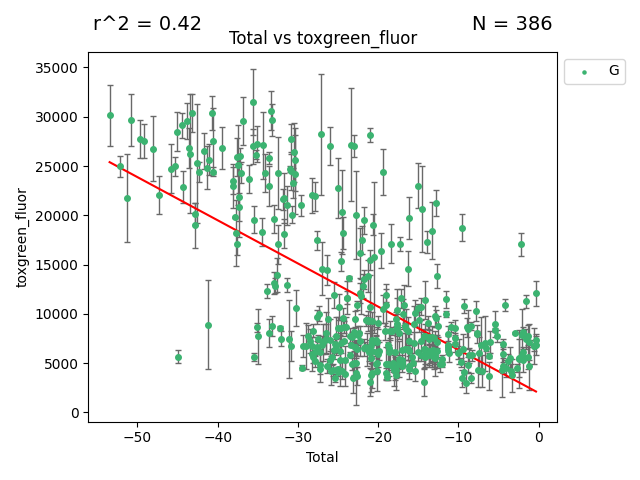 r^2 = 0.42
N = 386
Total vs toxgreen_fluor
G
toxgreen_fluor
35000
30000
25000
20000
15000
10000
5000
0
−50
−40
−30
−20
−10
0
Total